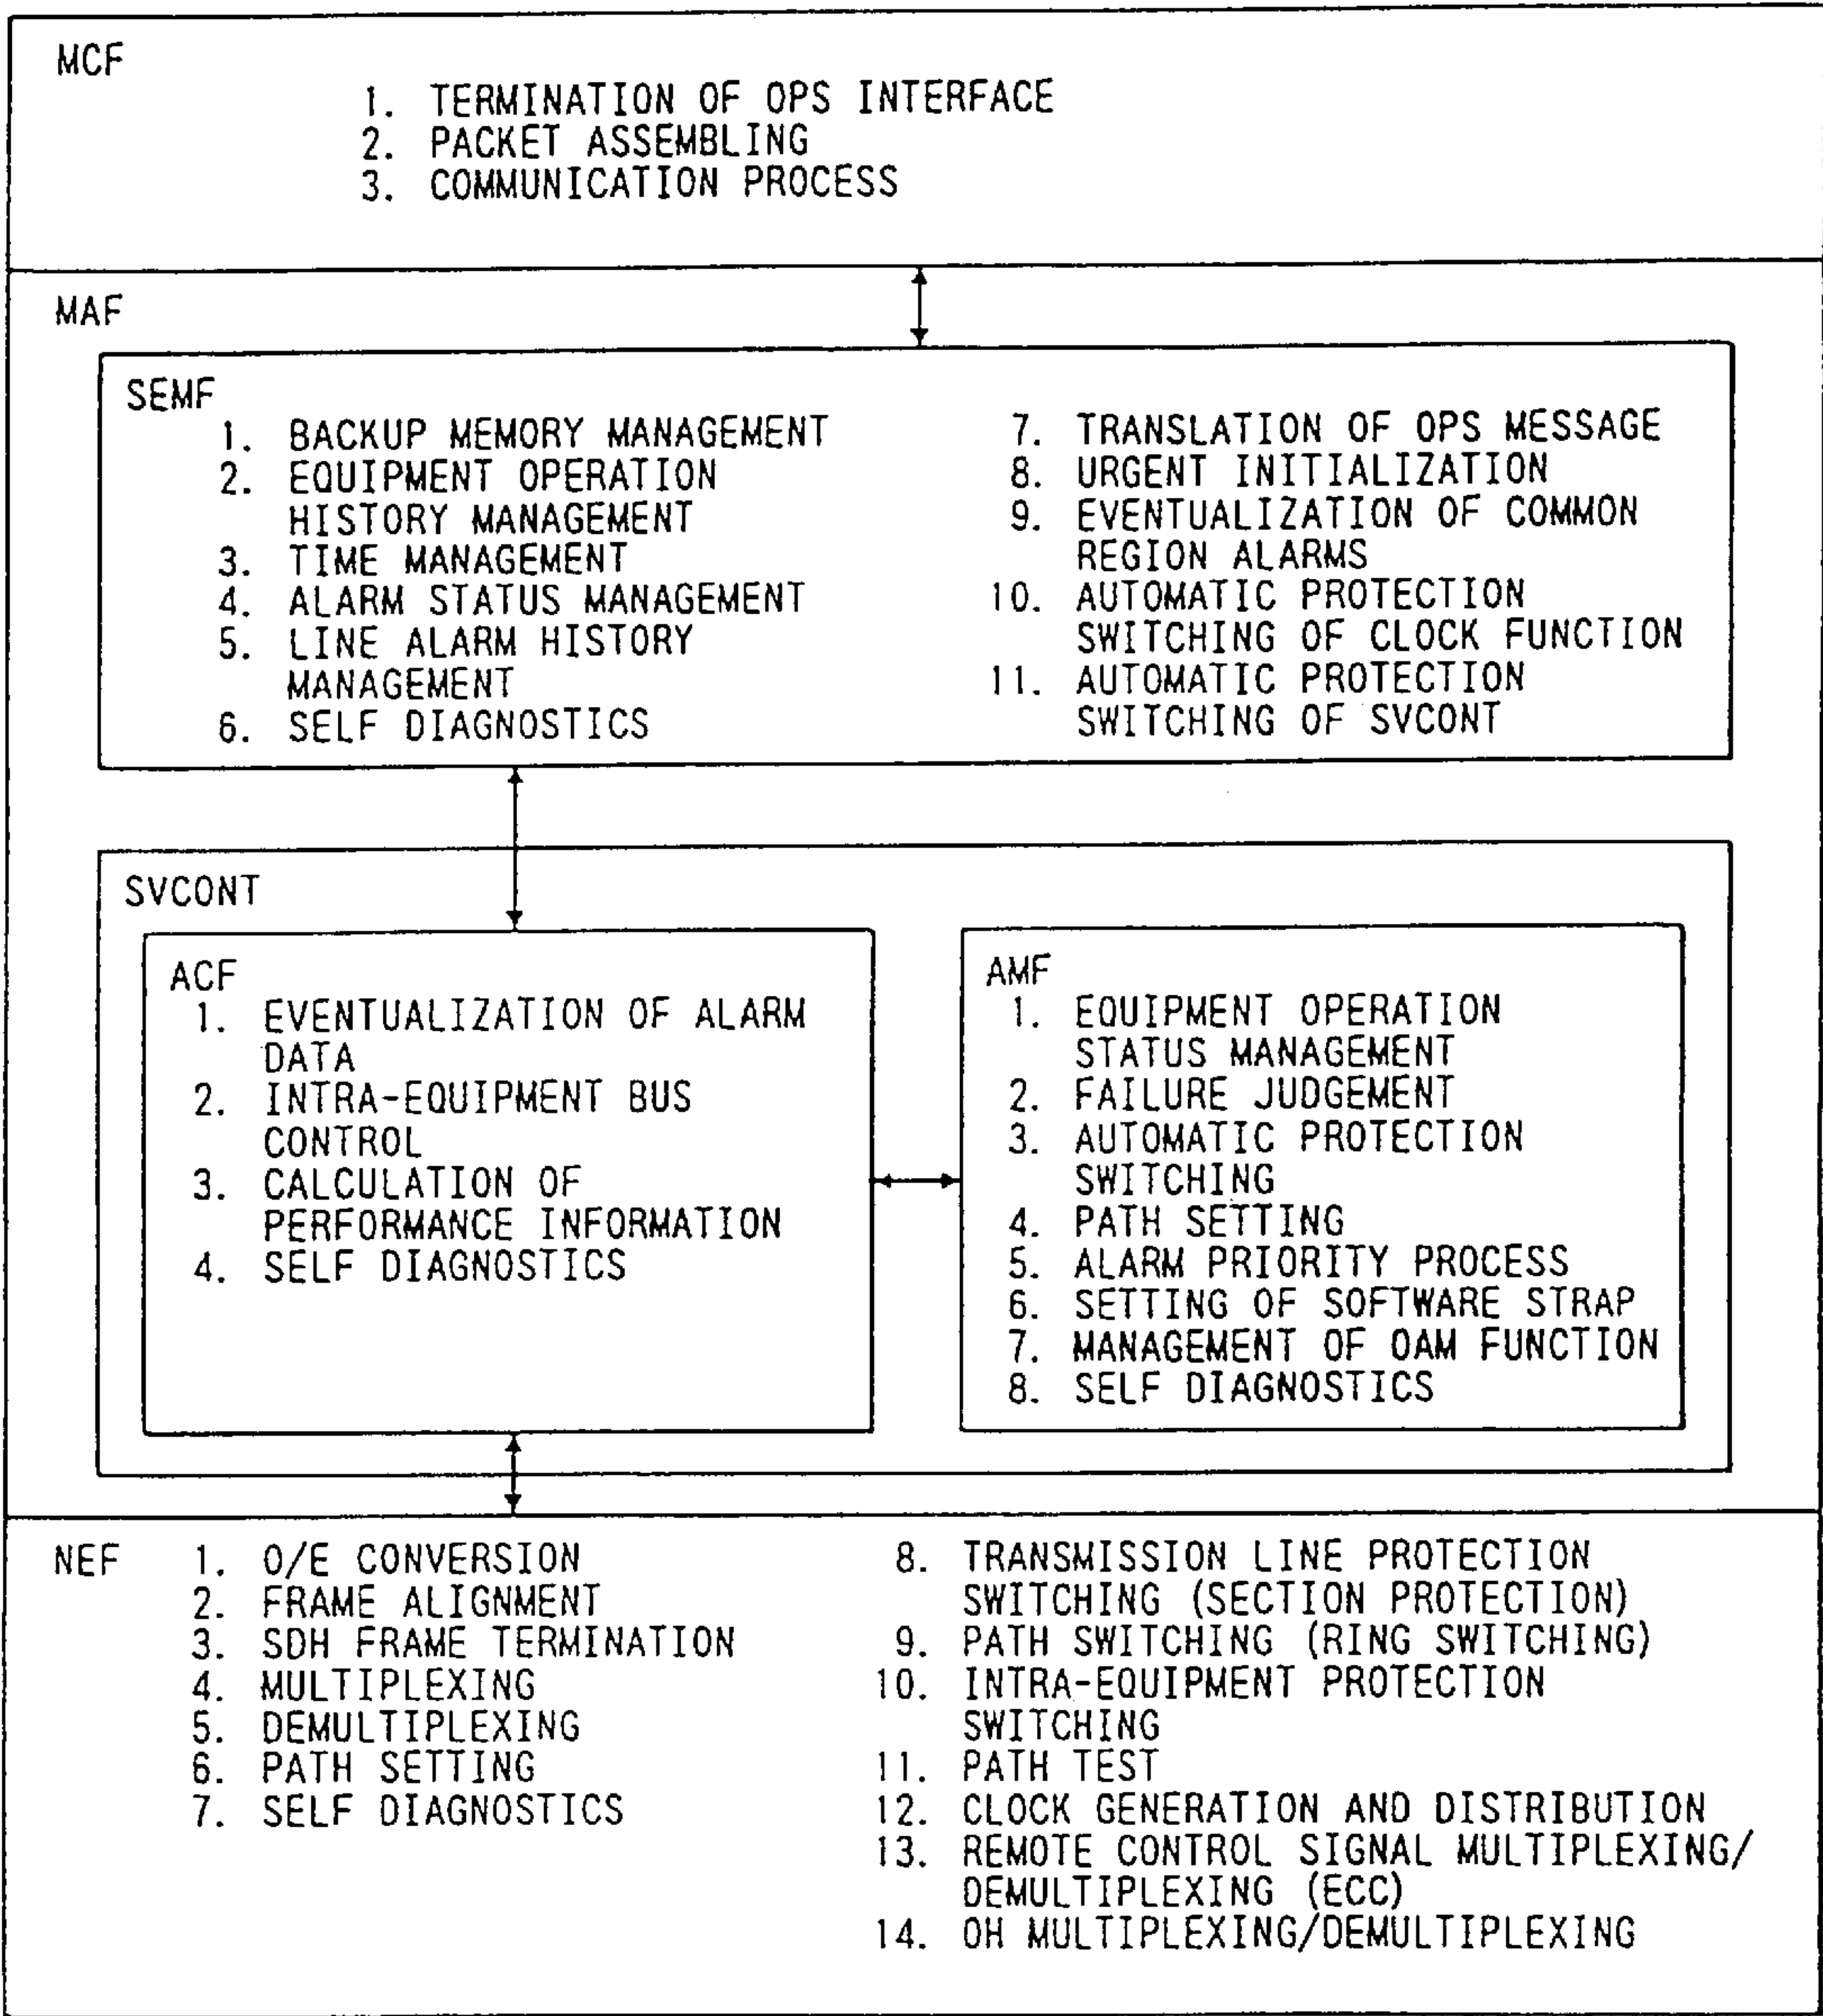 MCF
1. TERMINATION OF OPS INTERFACE
2. PACKET ASSEMBLING
3. COMMUNICATION PROCESS
MAF
SEMF
1. BACKUP MEMORY MANAGEMENT
2. EQUIPMENT OPERATION
HISTORY MANAGEMENT
3. TIME MANAGEMENT
4. ALARM STATUS MANAGEMENT
5. LINE ALARM HISTORY
MANAGEMENT
6. SELF DIAGNOSTICS
7. TRANSLATION OF OPS MESSAGE
8. URGENT INITIALIZATION
9. EVENTUALIZATION OF COMMON
REGION ALARMS
10. AUTOMATIC PROTECTION
SWITCHING OF CLOCK FUNCTION
11. AUTOMATIC PROTECTION
SWITCHING OF SVCONT
SVCONT
ACF
1. EVENTUALIZATION OF ALARM
DATA
2. INTRA-EQUIPMENT BUS
CONTROL
3. CALCULATION OF
PERFORMANCE INFORMATION
4. SELF DIAGNOSTICS
AMF
1. EQUIPMENT OPERATION
STATUS MANAGEMENT
2. FAILURE JUDGEMENT
3. AUTOMATIC PROTECTION
SWITCHING
4. PATH SETTING
5. ALARM PRIORITY PROCESS
6. SETTING OF SOFTWARE STRAP
7. MANAGEMENT OF OAM FUNCTION
8. SELF DIAGNOSTICS
NEF
1. O/E CONVERSION
2. FRAME ALIGNMENT
3. SDH FRAME TERMINATION
4. MULTIPLEXING
5. DEMULTIPLEXING
6. PATH SETTING
7. SELF DIAGNOSTICS
8. TRANSMISSION LINE PROTECTION
SWITCHING (SECTION PROTECTION)
9. PATH SWITCHING (RING SWITCHING)
10. INTRA-EQUIPMENT PROTECTION
SWITCHING
11. PATH TEST
12. CLOCK GENERATION AND DISTRIBUTION
13. REMOTE CONTROL SIGNAL MULTIPLEXING/
DEMULTIPLEXING (ECC)
14. OH MULTIPLEXING/DEMULTIPLEXING